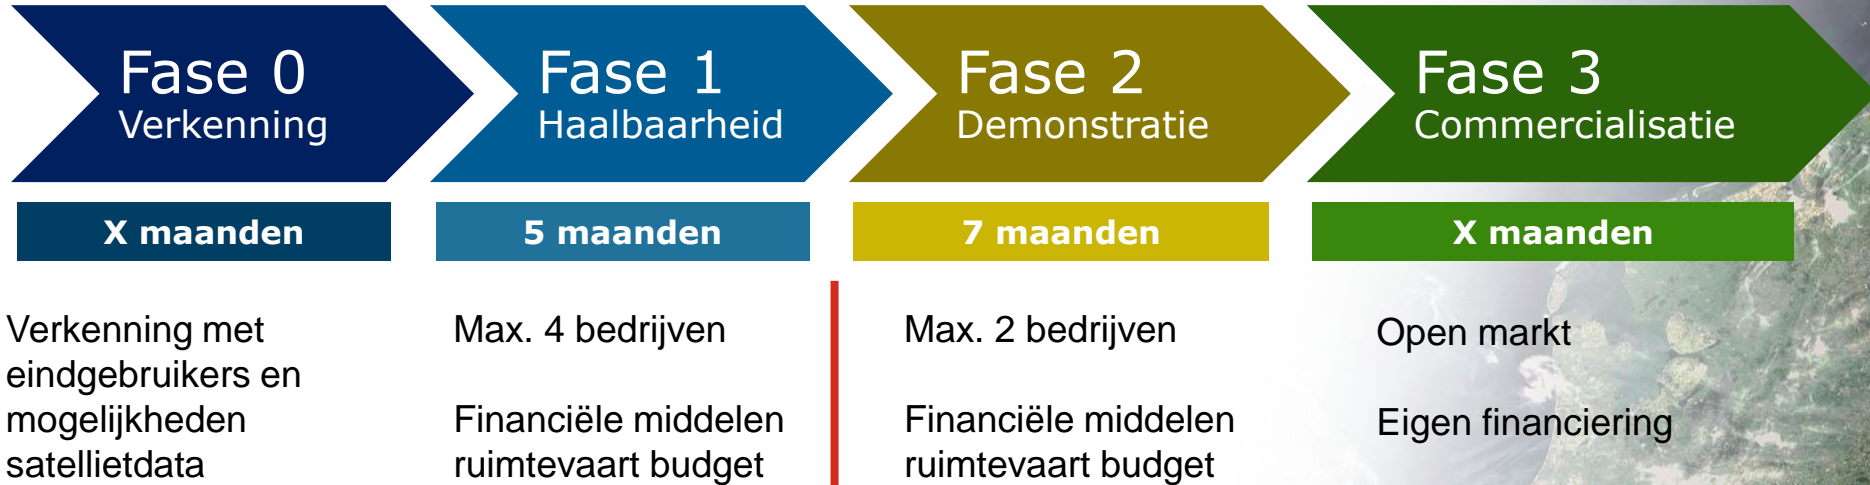 Fase 0
Verkenning
Fase 1
Haalbaarheid
Fase 2
Demonstratie
Fase 3
Commercialisatie
X maanden
5 maanden
7 maanden
X maanden
Verkenning met
eindgebruikers en
mogelijkheden
satellietdata
Max. 4 bedrijven
Financiële middelen
ruimtevaart budget
Max. 2 bedrijven
Financiële middelen
ruimtevaart budget
Open markt
Eigen financiering